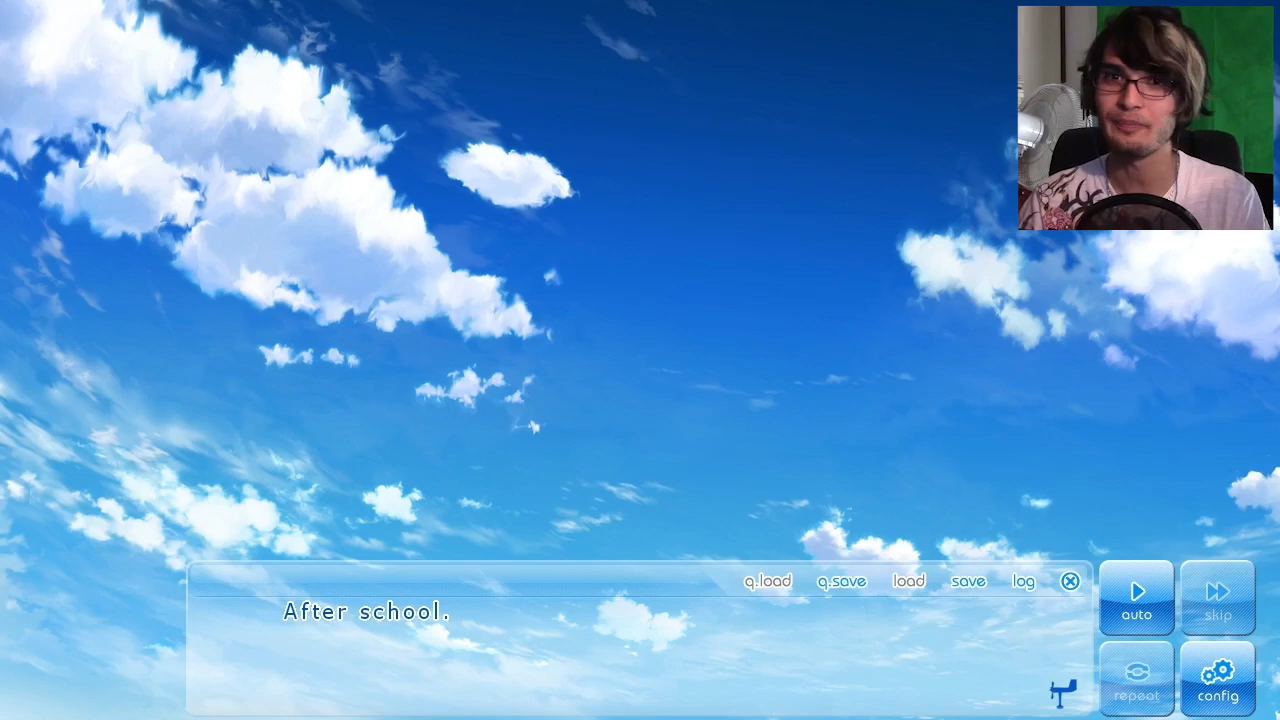 q.load q.save load save log
After school.
auto
skip
repeat
config